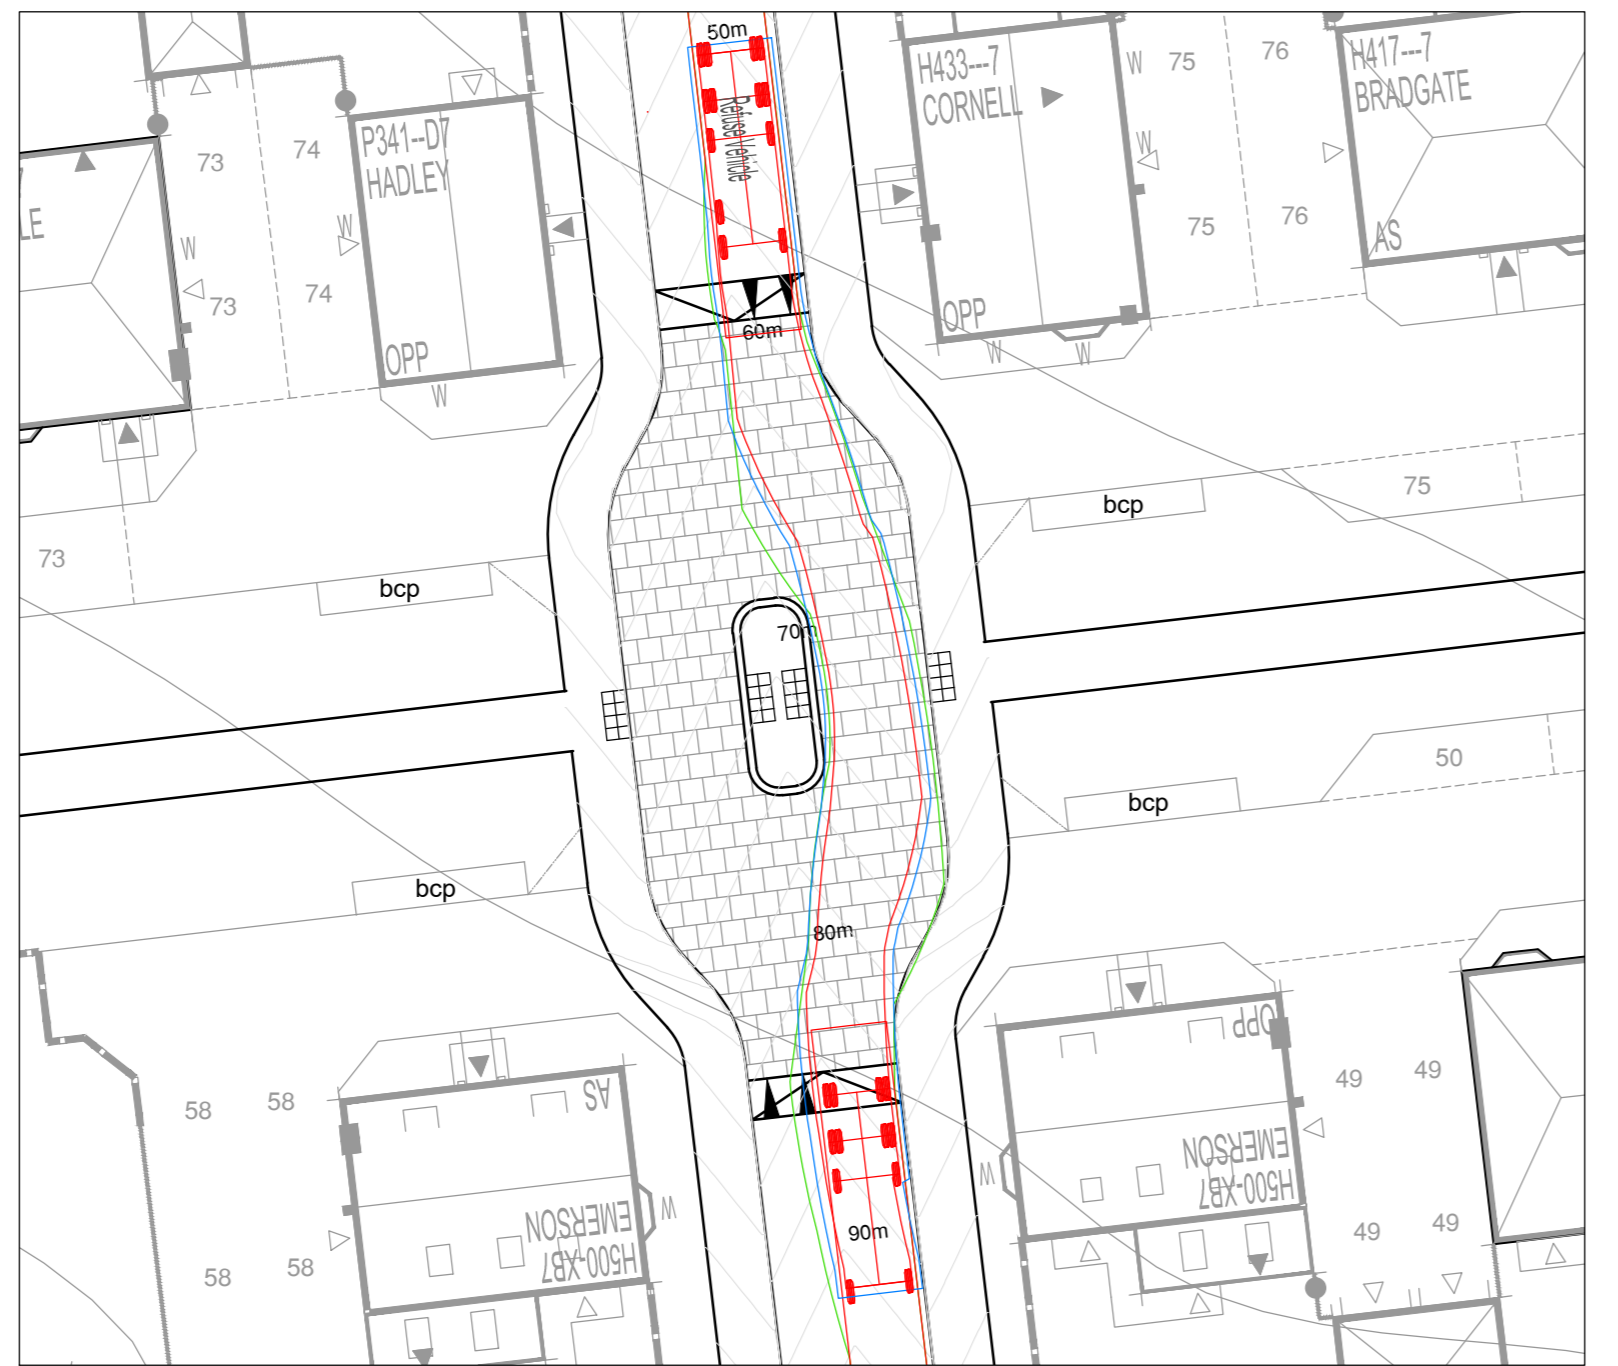 50m
H433---7
CORNELL
W
75
76
H417---7
BRADGATE
P341--D7
HADLEY
73
74
Refuse Vehicle
W
LE
W
W
75
76
AS
73
74
OPP
60m
OPP
W
W
W
bcp
75
73
bcp
70m
50
bcp
bcp
80m
OPP
58
58
AS
49
49
EMERSON
H500-XB7
W
W
EMERSON
H500-XB7
90m
49
49
58
58